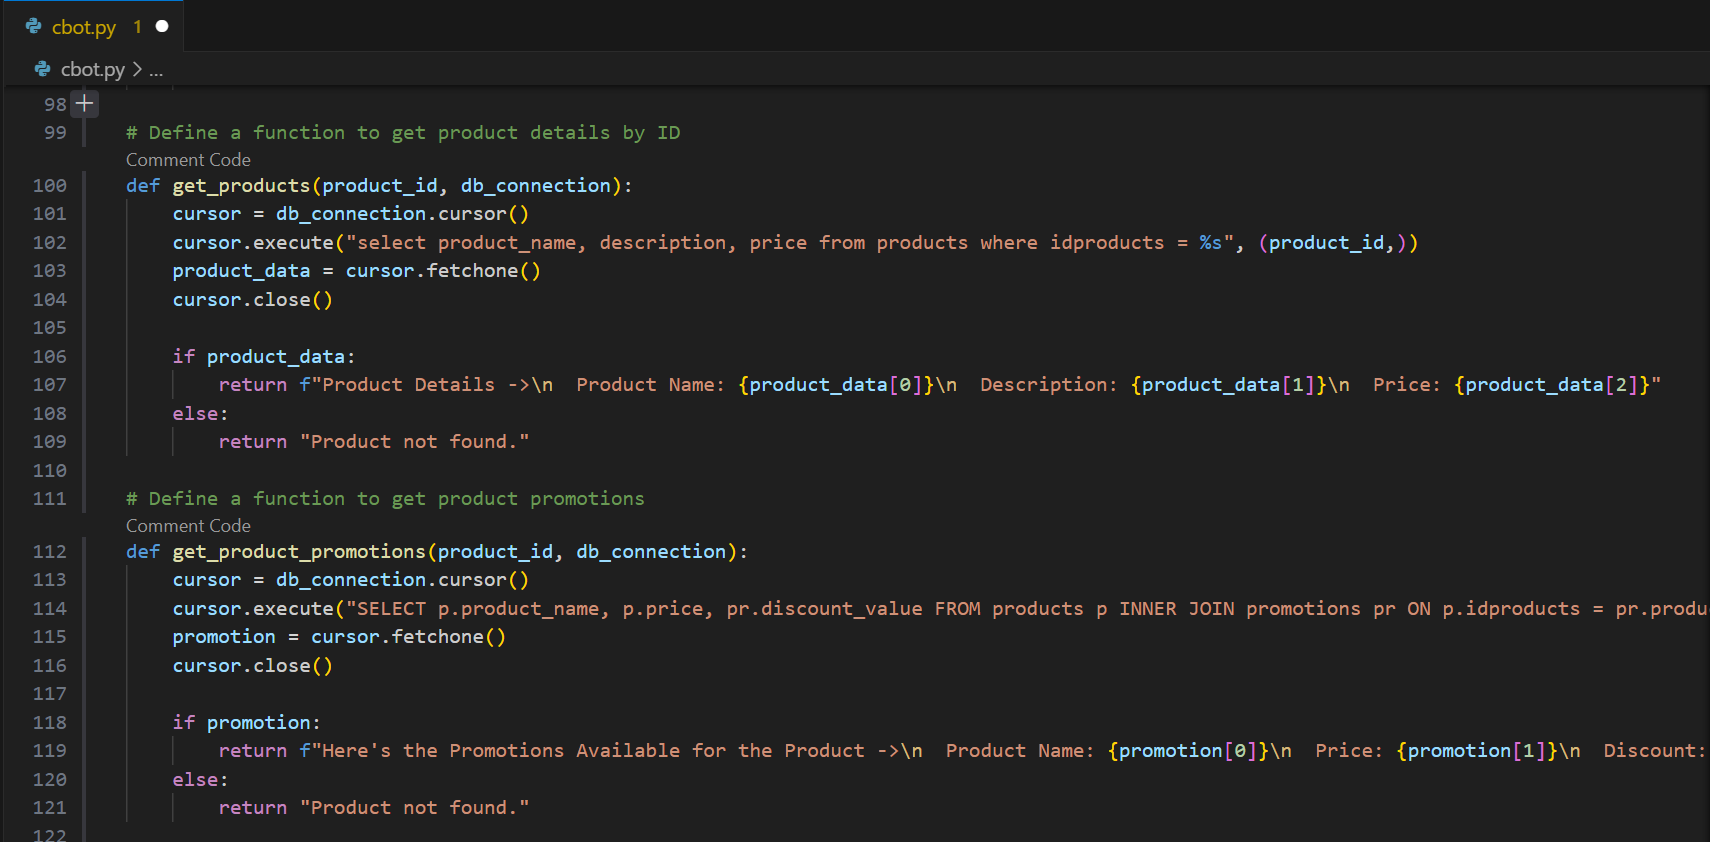 cbot.py 1
cbot.py > ...
98 +
99 # Define a function to get product details by ID
Comment Code
100 def get_products(product_id, db_connection):
101 cursor = db_connection.cursor()
102 cursor.execute("select product_name, description, price from products where idproducts = %s", (product_id,))
103 product_data = cursor.fetchone()
104 cursor.close()
105
106 if product_data:
107 return f"Product Details ->\n  Product Name: {product_data[0]}\n  Description: {product_data[1]}\n  Price: {product_data[2]}"
108 else:
109 return "Product not found."
110
111 # Define a function to get product promotions
Comment Code
112 def get_product_promotions(product_id, db_connection):
113 cursor = db_connection.cursor()
114 cursor.execute("SELECT p.product_name, p.price, pr.discount_value FROM products p INNER JOIN promotions pr ON p.idproducts = pr.produ
115 promotion = cursor.fetchone()
116 cursor.close()
117
118 if promotion:
119 return f"Here's the Promotions Available for the Product ->\n  Product Name: {promotion[0]}\n  Price: {promotion[1]}\n  Discount:
120 else:
121 return "Product not found."
122